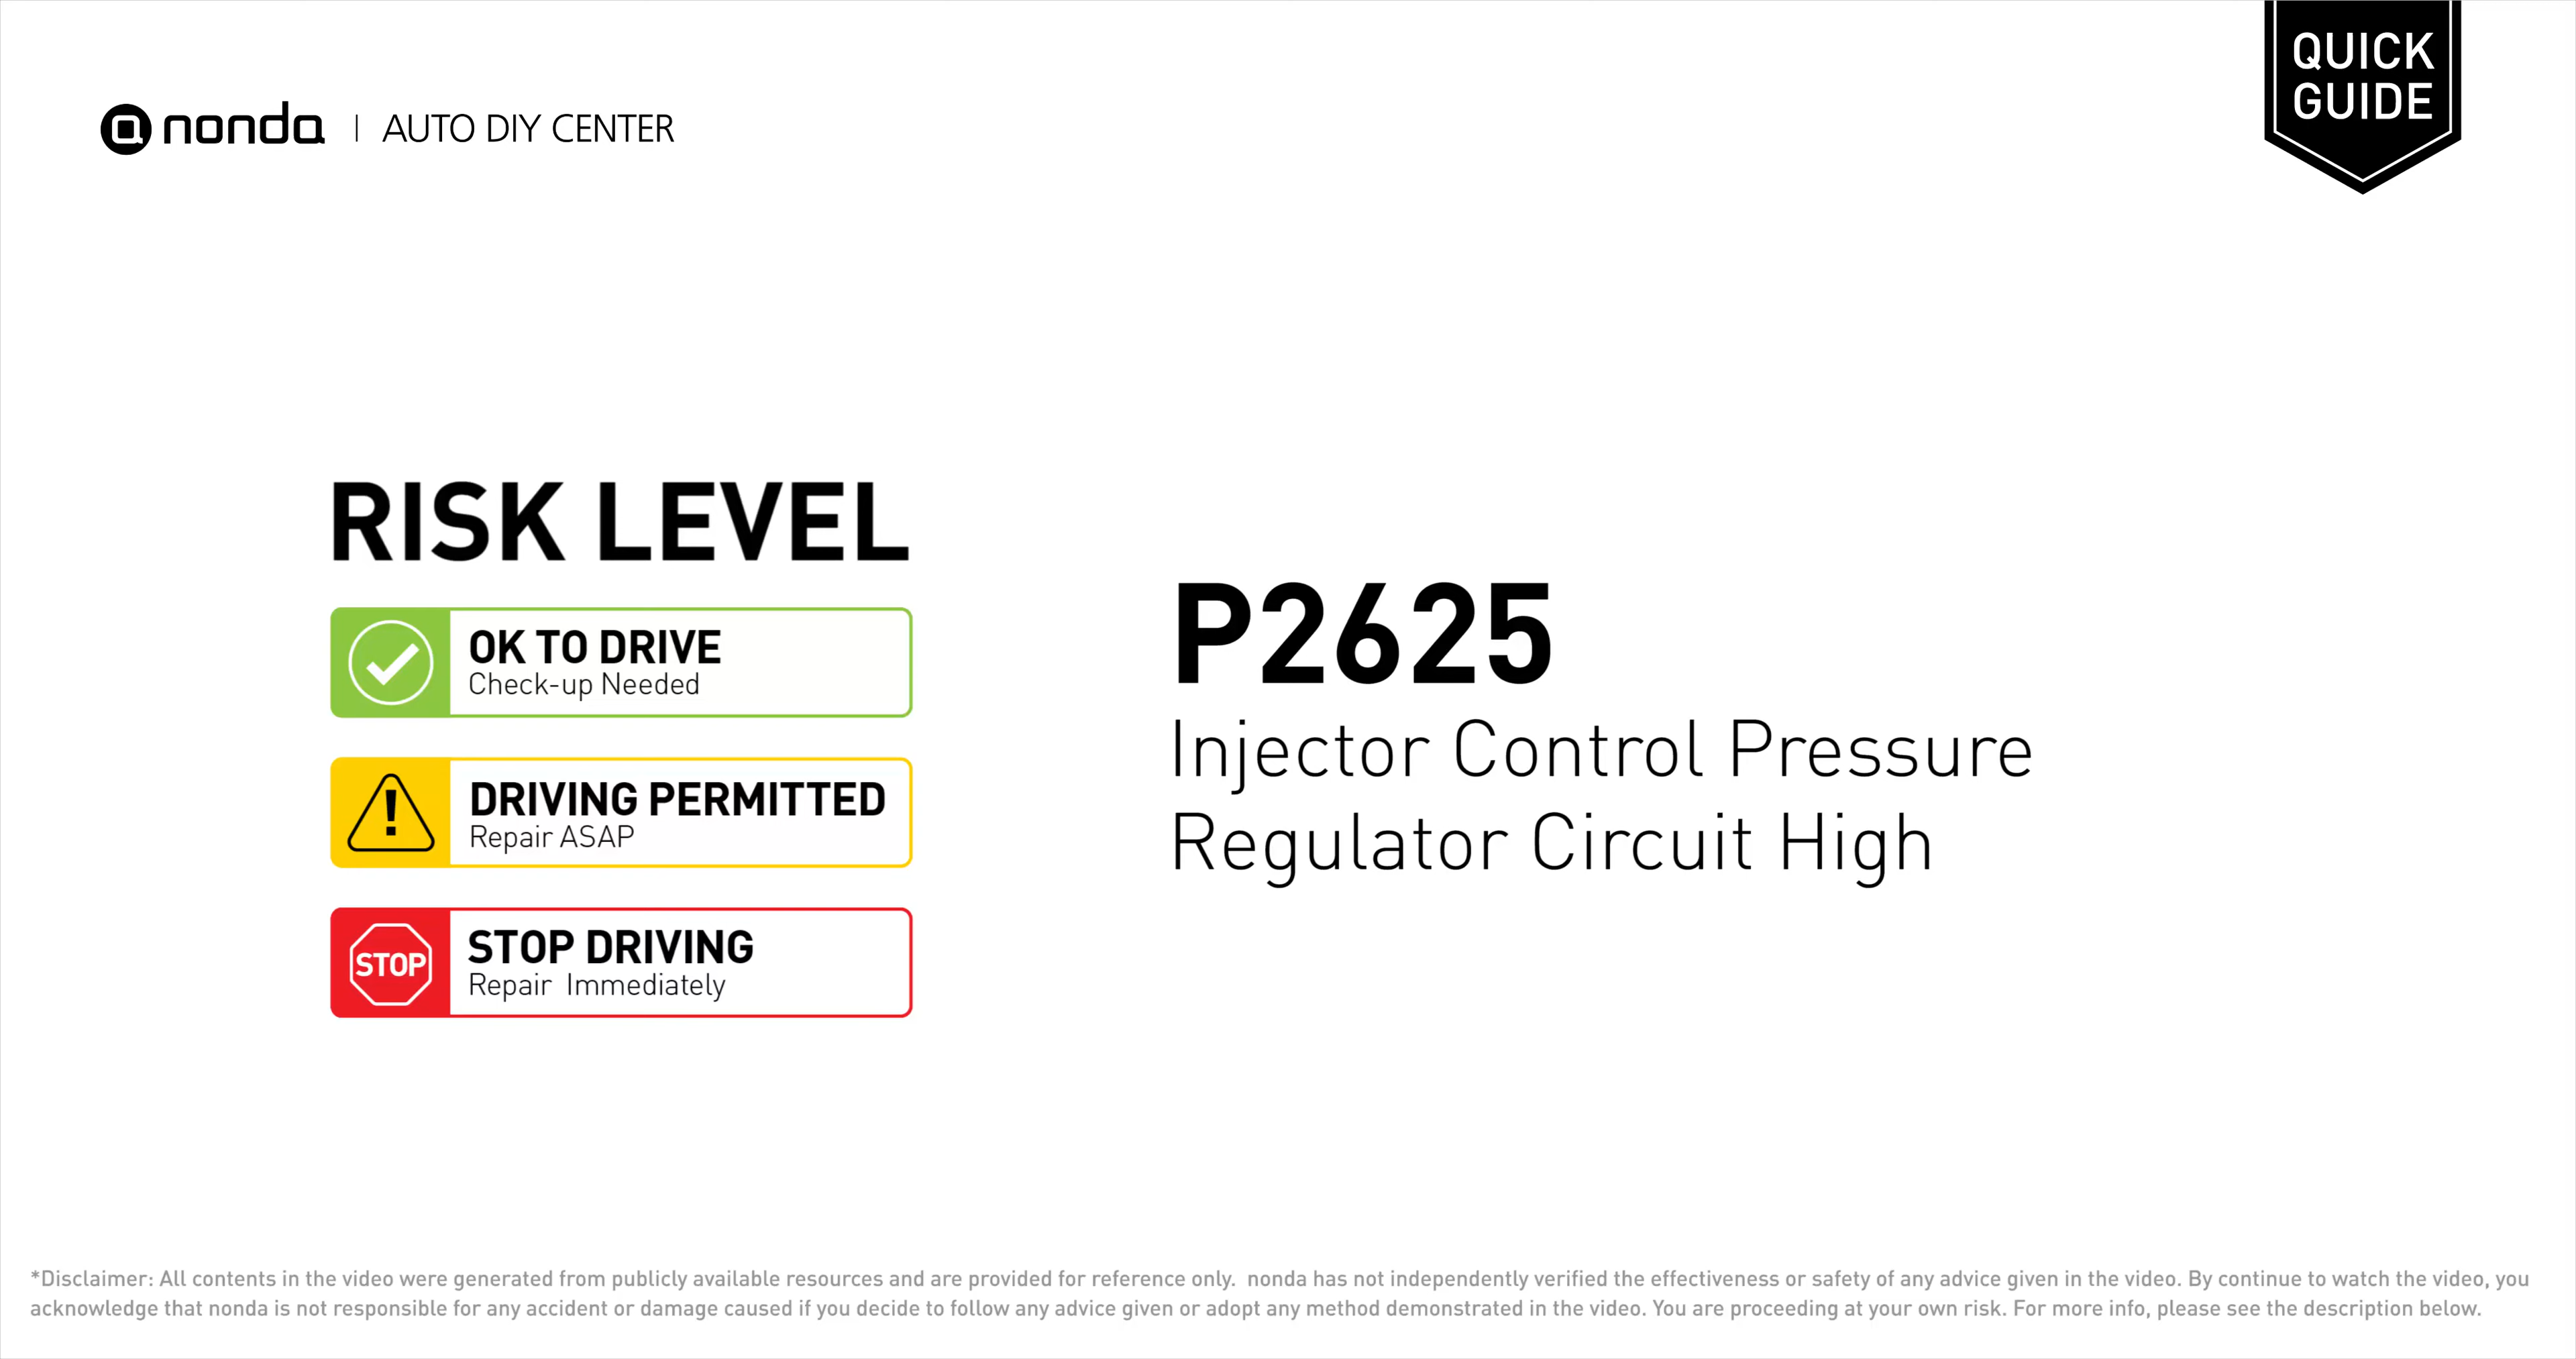 nonda | AUTO DIY CENTER
QUICK
GUIDE
RISK LEVEL
OK TO DRIVE
Check-up Needed
DRIVING PERMITTED
Repair ASAP
STOP
STOP DRIVING
Repair Immediately
P2625
Injector Control Pressure
Regulator Circuit High
*Disclaimer: All contents in the video were generated from publicly available resources and are provided for reference only. nonda has not independently verified the effectiveness or safety of any advice given in the video. By continue to watch the video, you
acknowledge that nonda is not responsible for any accident or damage caused if you decide to follow any advice given or adopt any method demonstrated in the video. You are proceeding at your own risk. For more info, please see the description below.